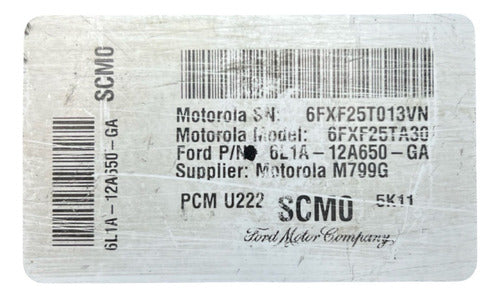 SCM0
6L1A-12A650-GA
Motorola SN: 6FXF25T013VN
Motorola Model: 6FXF25TA30
Ford P/N 6L1A-12A650-GA
Supplier: Motorola M799G
PCM U222 SCM0 5K11
Ford Motor Company